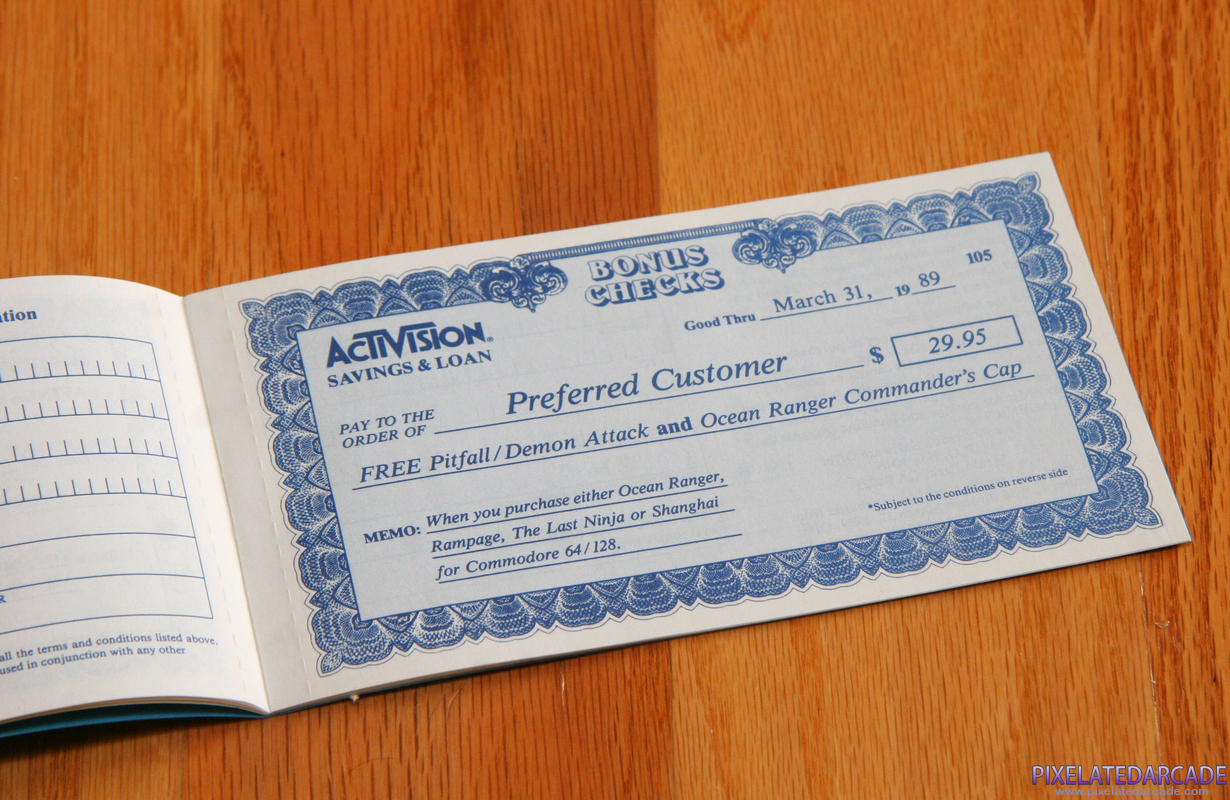 tion
R
all the terms and conditions listed above.
used in conjunction with any other
BONUS
CHECKS
105
Good Thru March 31, 19 89
ACTIVISION®
SAVINGS & LOAN
PAY TO THE
ORDER OF Preferred Customer $ 29.95
FREE Pitfall/Demon Attack and Ocean Ranger Commander's Cap
MEMO: When you purchase either Ocean Ranger,
Rampage, The Last Ninja or Shanghai
for Commodore 64/128.
*Subject to the conditions on reverse side
PIXELATEDARCADE
www.pixelatedarcade.com